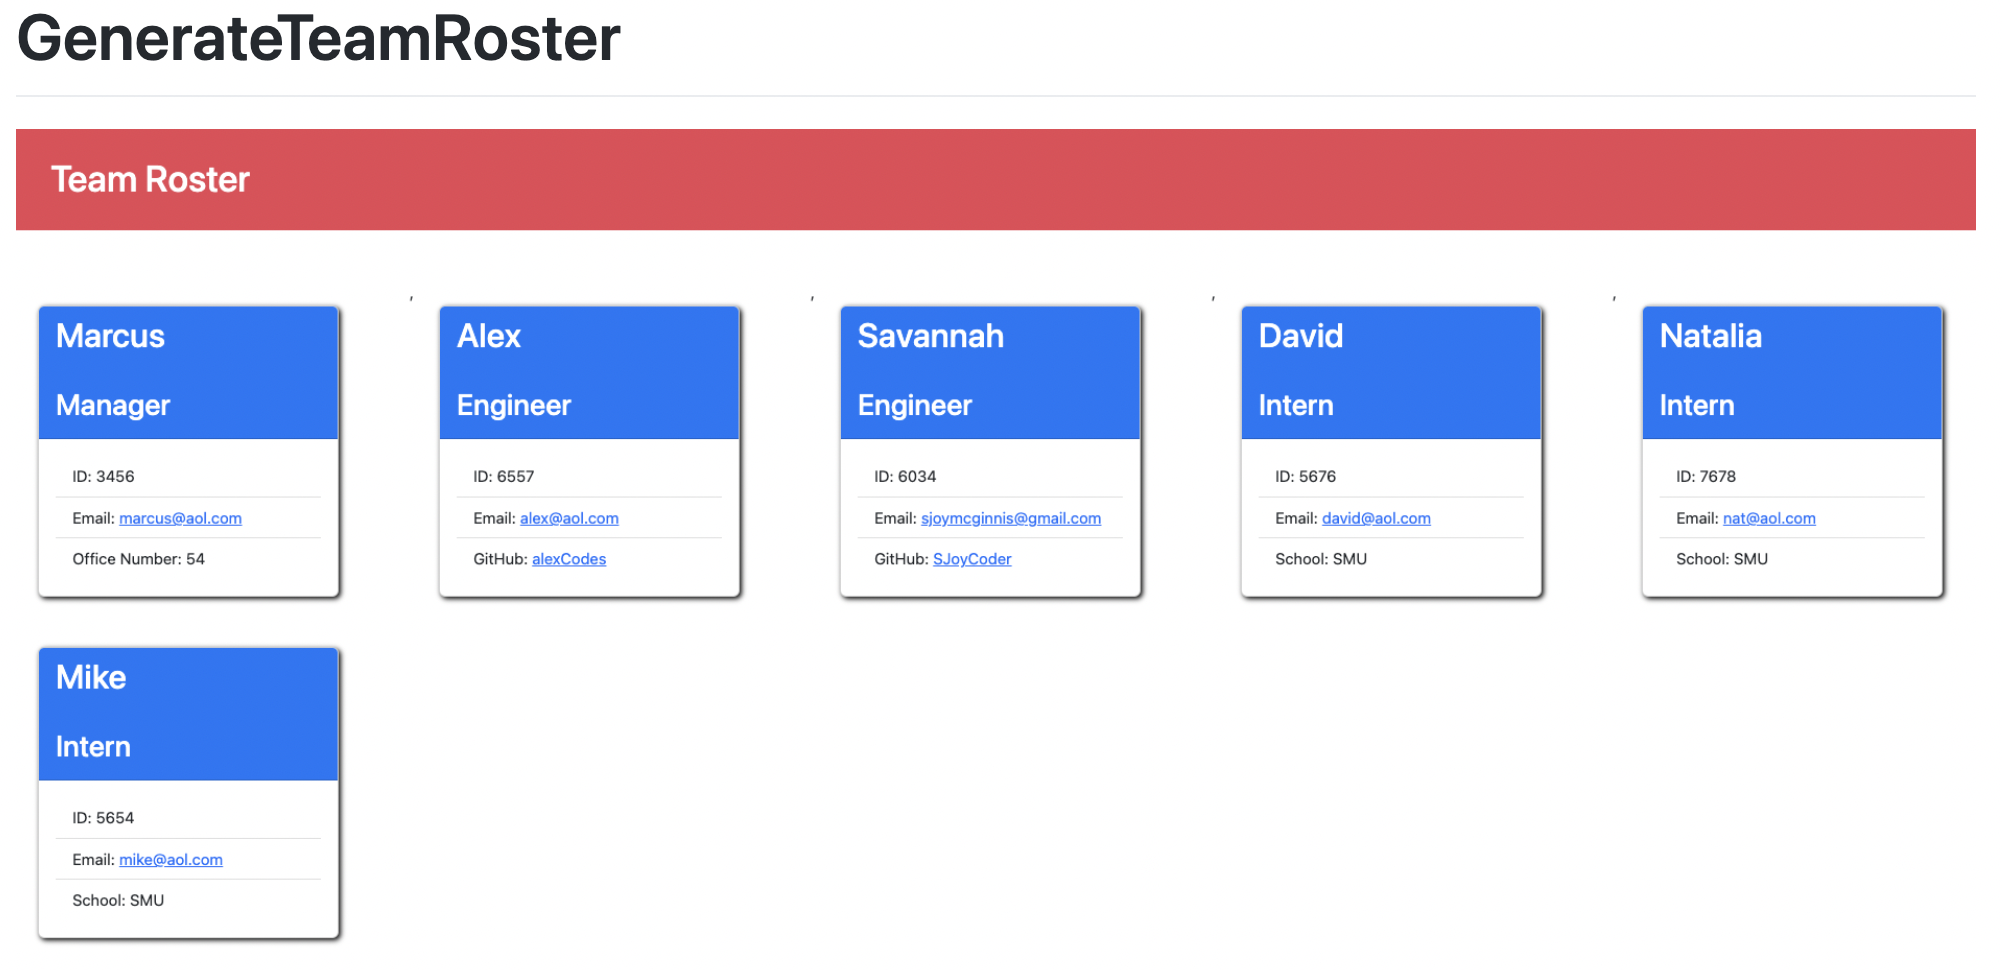 GenerateTeamRoster
Team Roster
Marcus
Manager
ID: 3456
Email: marcus@aol.com
Office Number: 54
,
Alex
Engineer
ID: 6557
Email: alex@aol.com
GitHub: alexCodes
,
Savannah
Engineer
ID: 6034
Email: sjoymcginnis@gmail.com
GitHub: SJoyCoder
,
David
Intern
ID: 5676
Email: david@aol.com
School: SMU
,
Natalia
Intern
ID: 7678
Email: nat@aol.com
School: SMU
Mike
Intern
ID: 5654
Email: mike@aol.com
School: SMU